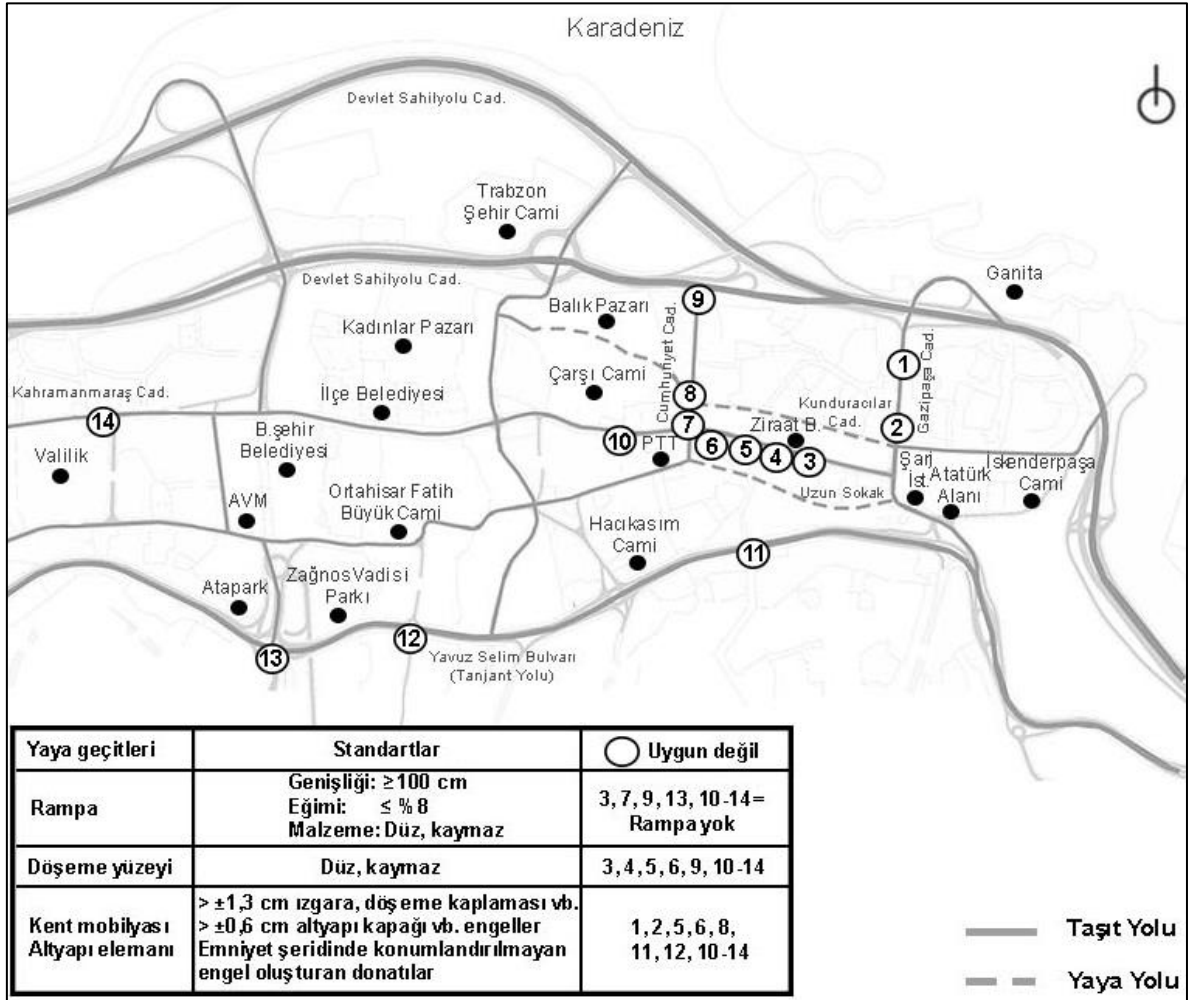 Karadeniz
Devlet Sahilyolu Cad.
Trabzon
Şehir Cami
Ganita
Devlet Sahilyolu Cad.
Balık Pazarı
9
Kadınlar Pazarı
Cumhuriyet Cad.
1
Gazipaşa Cad.
Çarşı Cami
Kahramanmaraş Cad.
İlçe Belediyesi
8
Kunduracılar
Cad.
14
7
Ziraat B.
2
10
PTT
6
5
4
3
Valilik
B.şehir
Belediyesi
Şarj
İst.
Atatürk
Alanı
İskenderpaşa
Cami
AVM
Ortahisar Fatih
Büyük Cami
Uzun Sokak
Hacıkasım
Cami
11
Atapark
Zağnos Vadisi
Parkı
12
13
Yavuz Selim Bulvarı
(Tanjant Yolu)
Yaya geçitleri
Standartlar
Uygun değil
Rampa
Genişliği: ≥100 cm
Eğimi: ≤ %8
Malzeme: Düz, kaymaz
3, 7, 9, 13, 10-14=
Rampa yok
Döşeme yüzeyi
Düz, kaymaz
3, 4, 5, 6, 9, 10-14
Kent mobilyası
Altyapı elemanı
> ±1,3 cm ızgara, döşeme kaplaması vb.
> ±0,6 cm altyapı kapağı vb. engeller
Emniyet şeridinde konumlandırılmayan
engel oluşturan donatılar
1, 2, 5, 6, 8,
11, 12, 10-14
Taşıt Yolu
Yaya Yolu